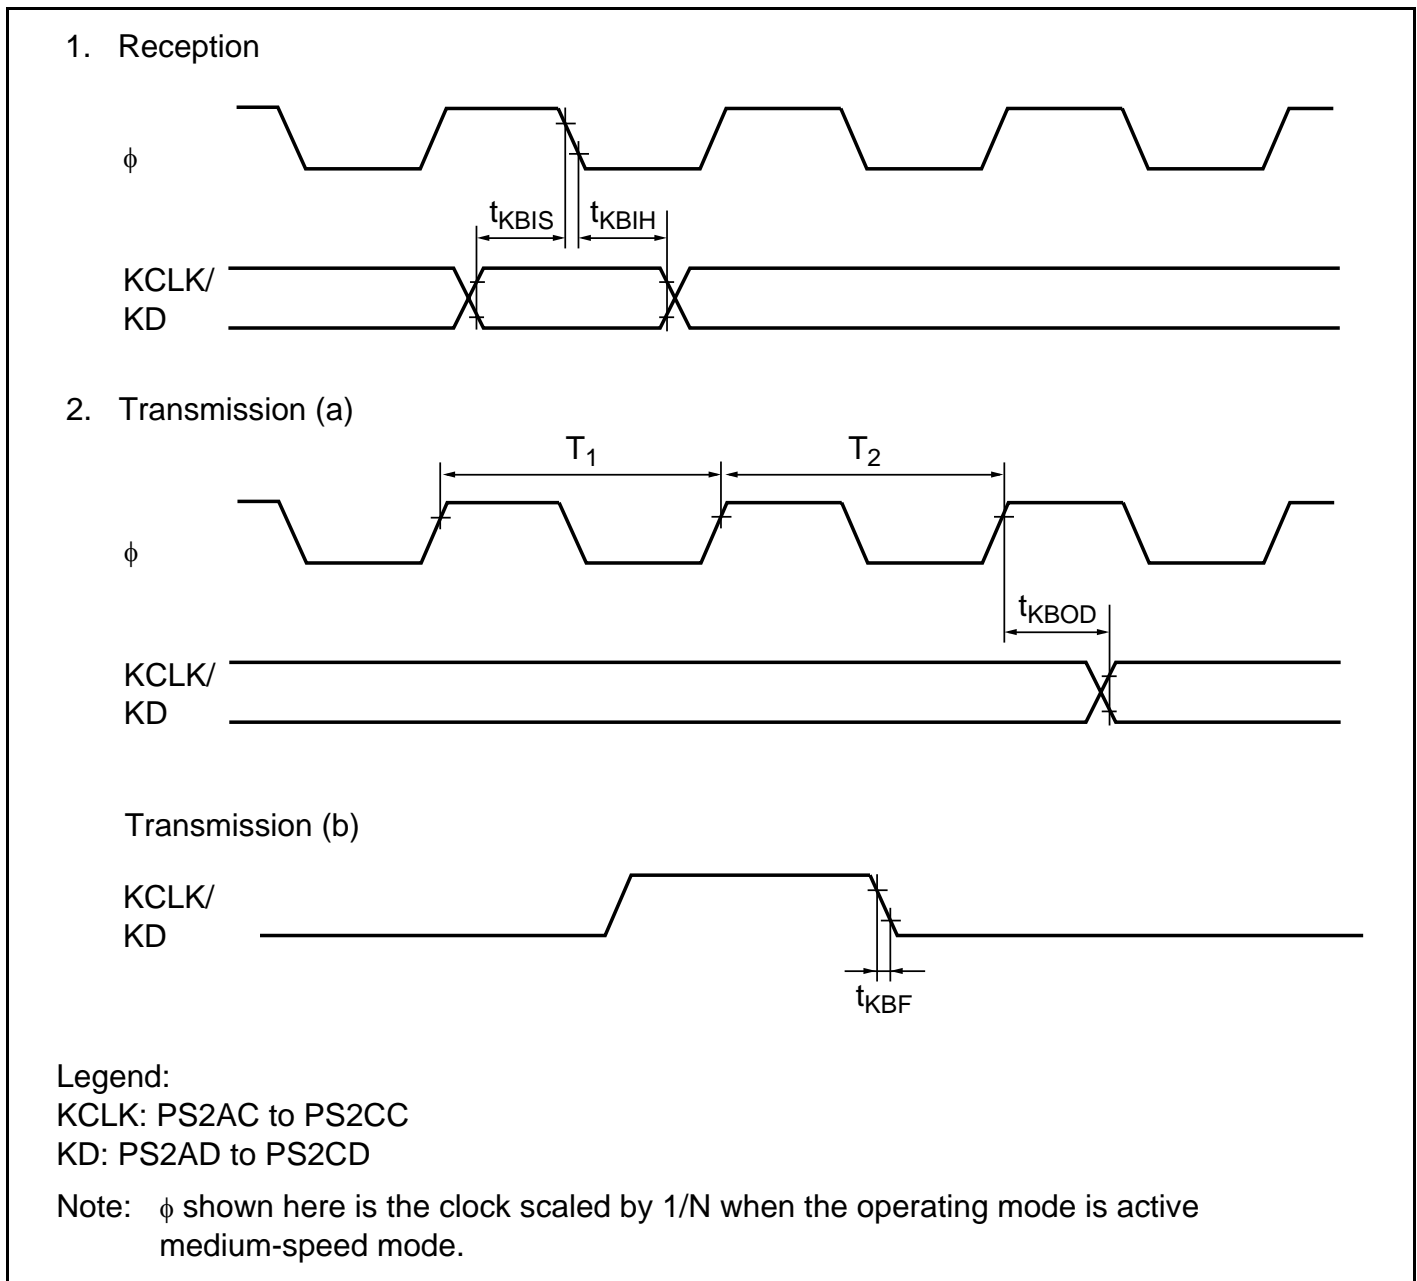 1. Reception
ϕ
tKBIS tKBIH
KCLK/
KD
2. Transmission (a)
T1 T2
ϕ
tKBOD
KCLK/
KD
Transmission (b)
KCLK/
KD
tKBF
Legend:
KCLK: PS2AC to PS2CC
KD: PS2AD to PS2CD
Note: ϕ shown here is the clock scaled by 1/N when the operating mode is active
medium-speed mode.